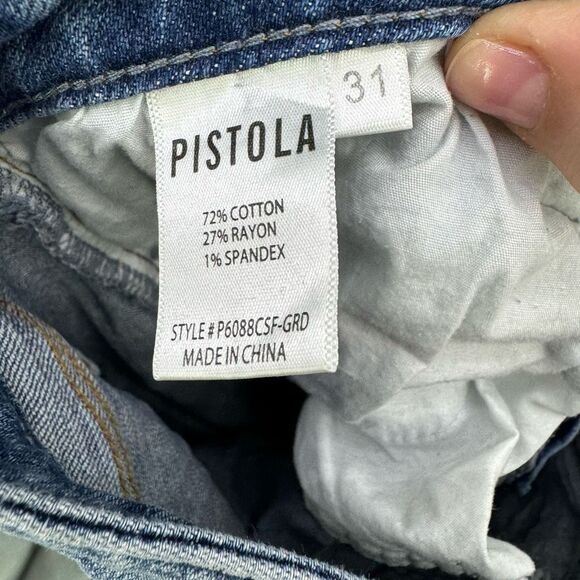 31
PISTOLA
72% COTTON
27% RAYON
1% SPANDEX
STYLE # P6088CSF-GRD
MADE IN CHINA